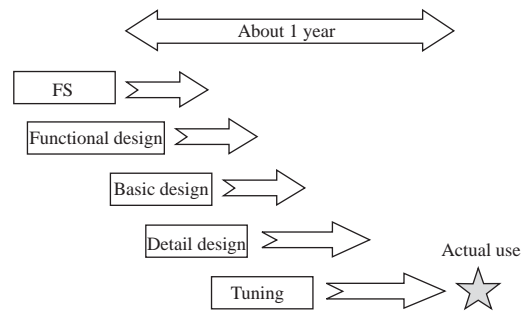 About 1 year
FS
Functional design
Basic design
Detail design
Actual use
Tuning